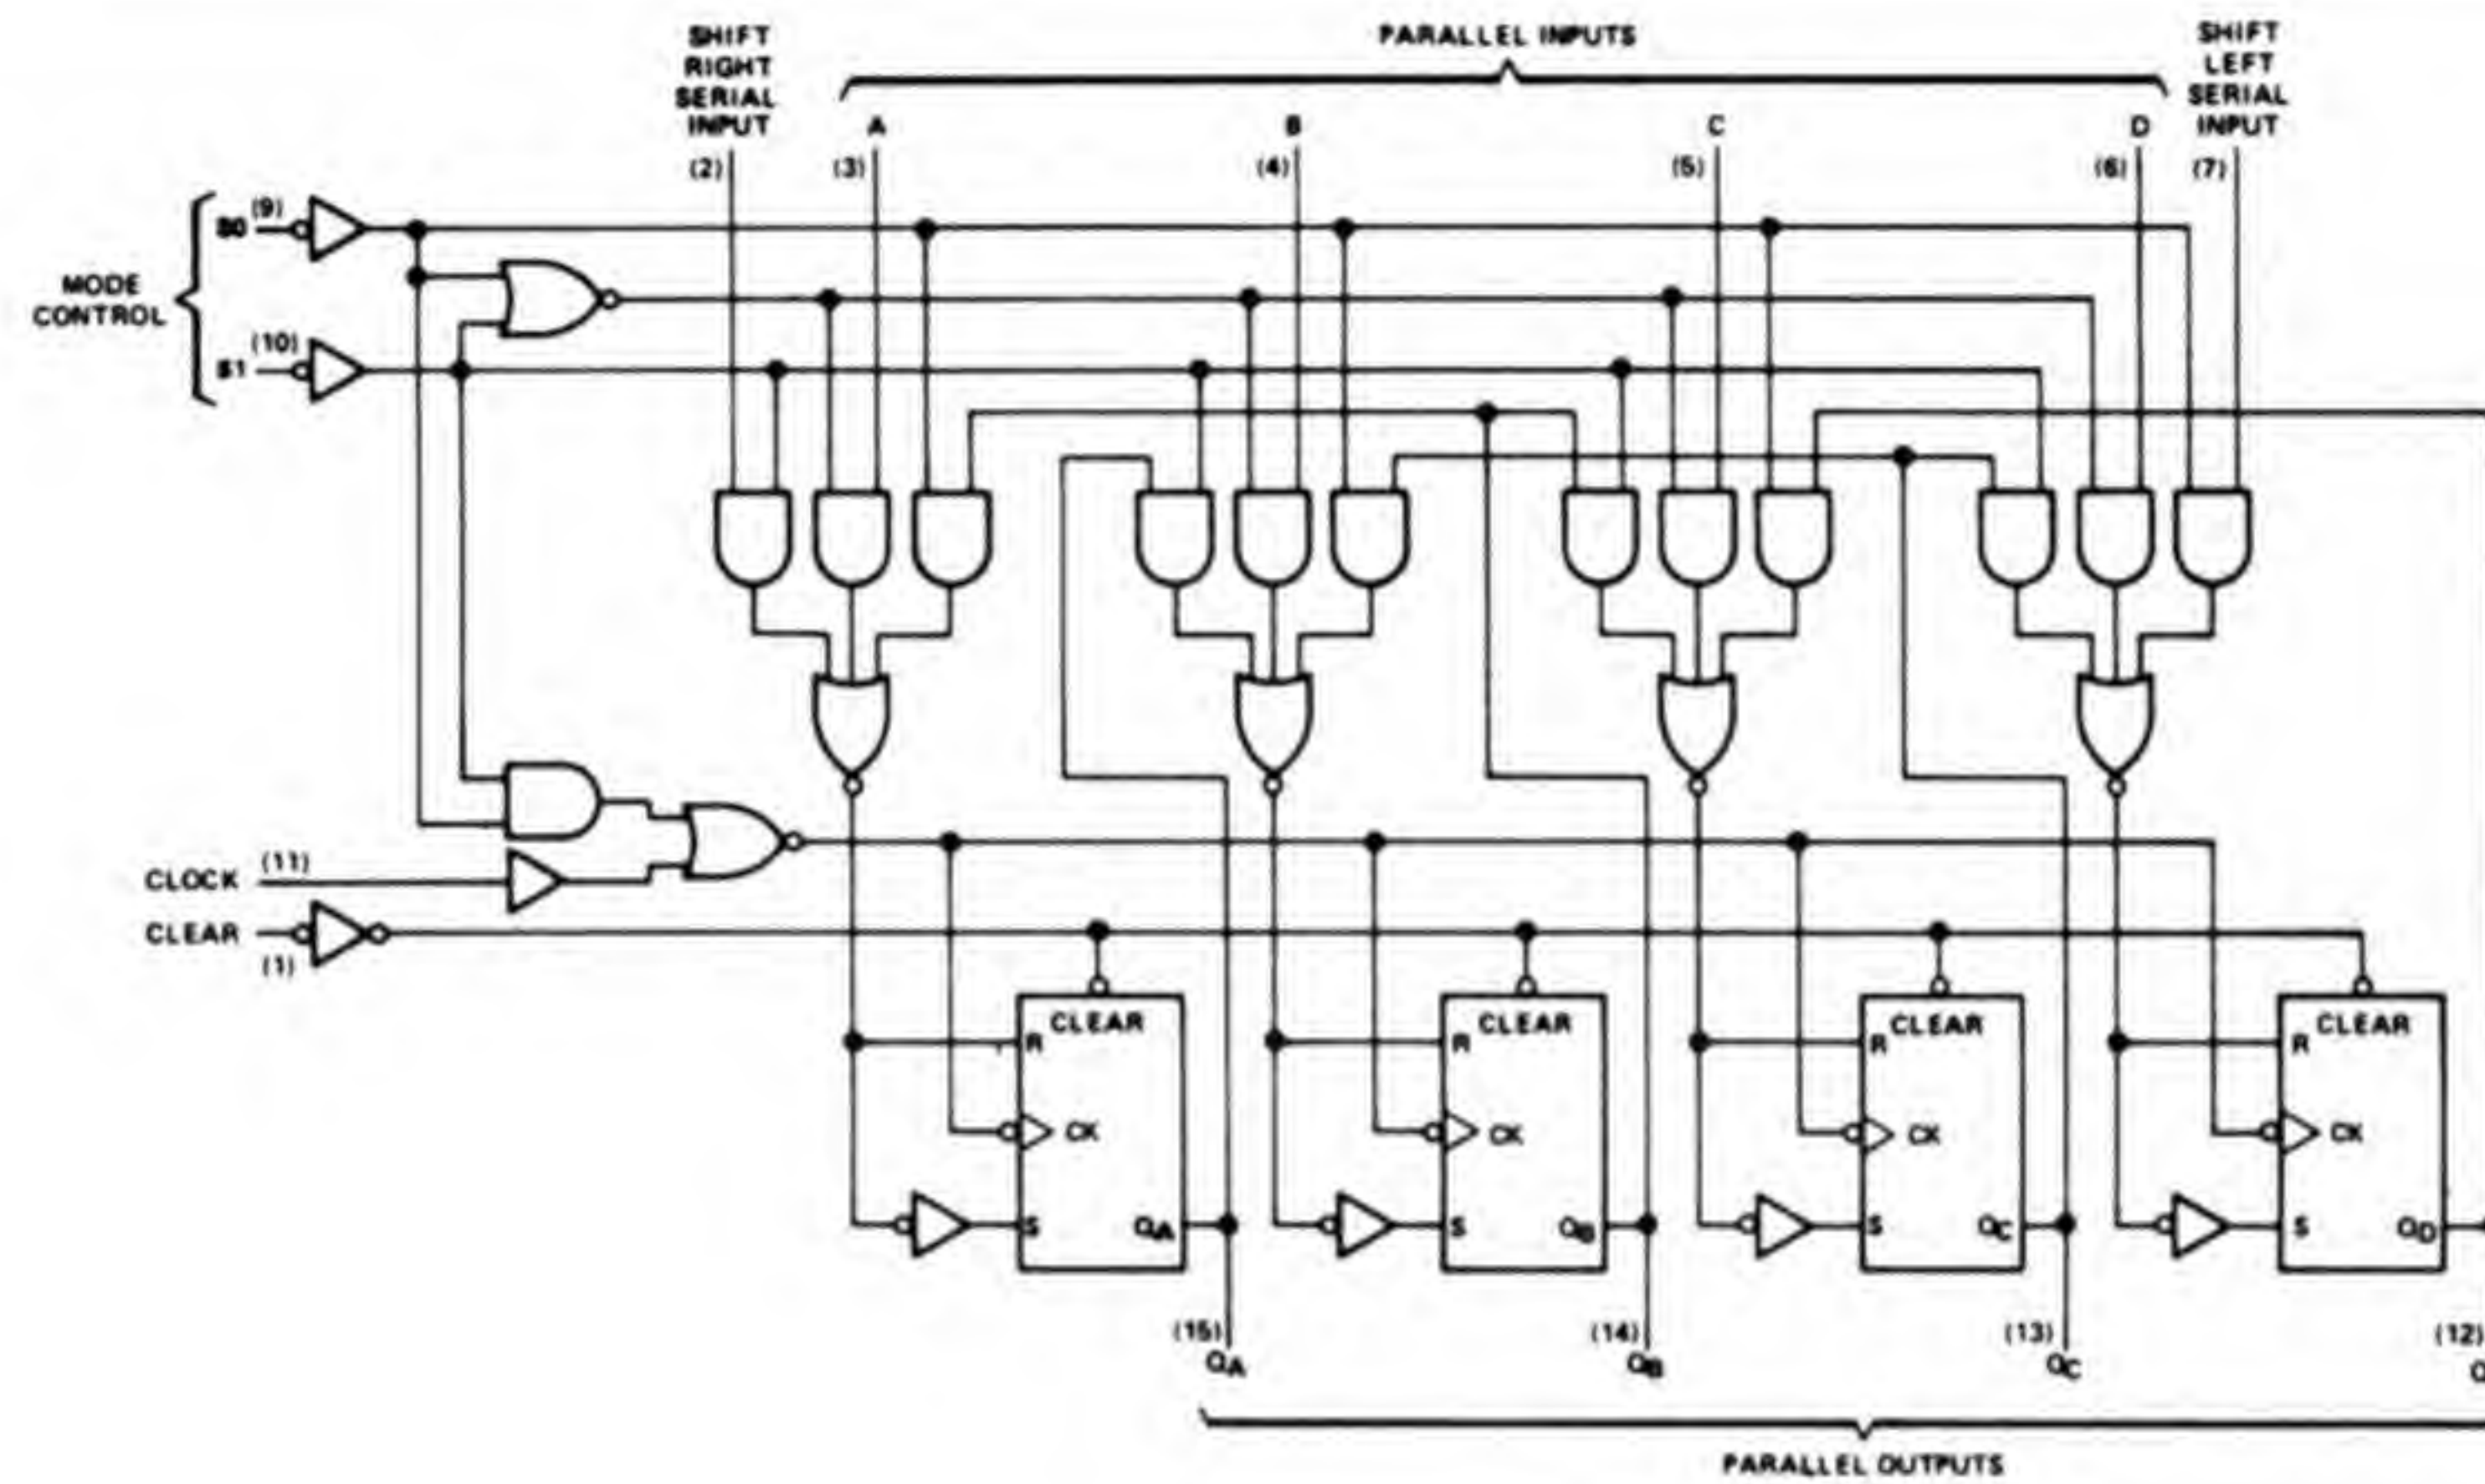 SHIFT
RIGHT
SERIAL
INPUT
PARALLEL INPUTS
SHIFT
LEFT
SERIAL
INPUT
A
B
C
D
(2)
(3)
(4)
(5)
(6)
(7)
MODE
CONTROL
S0
(9)
S1
(10)
CLOCK
(11)
CLEAR
(1)
CLEAR
R
CK
S
QA
CLEAR
R
CK
S
QB
CLEAR
R
CK
S
QC
CLEAR
R
CK
S
QD
(15)
QA
(14)
QB
(13)
QC
(12)
PARALLEL OUTPUTS